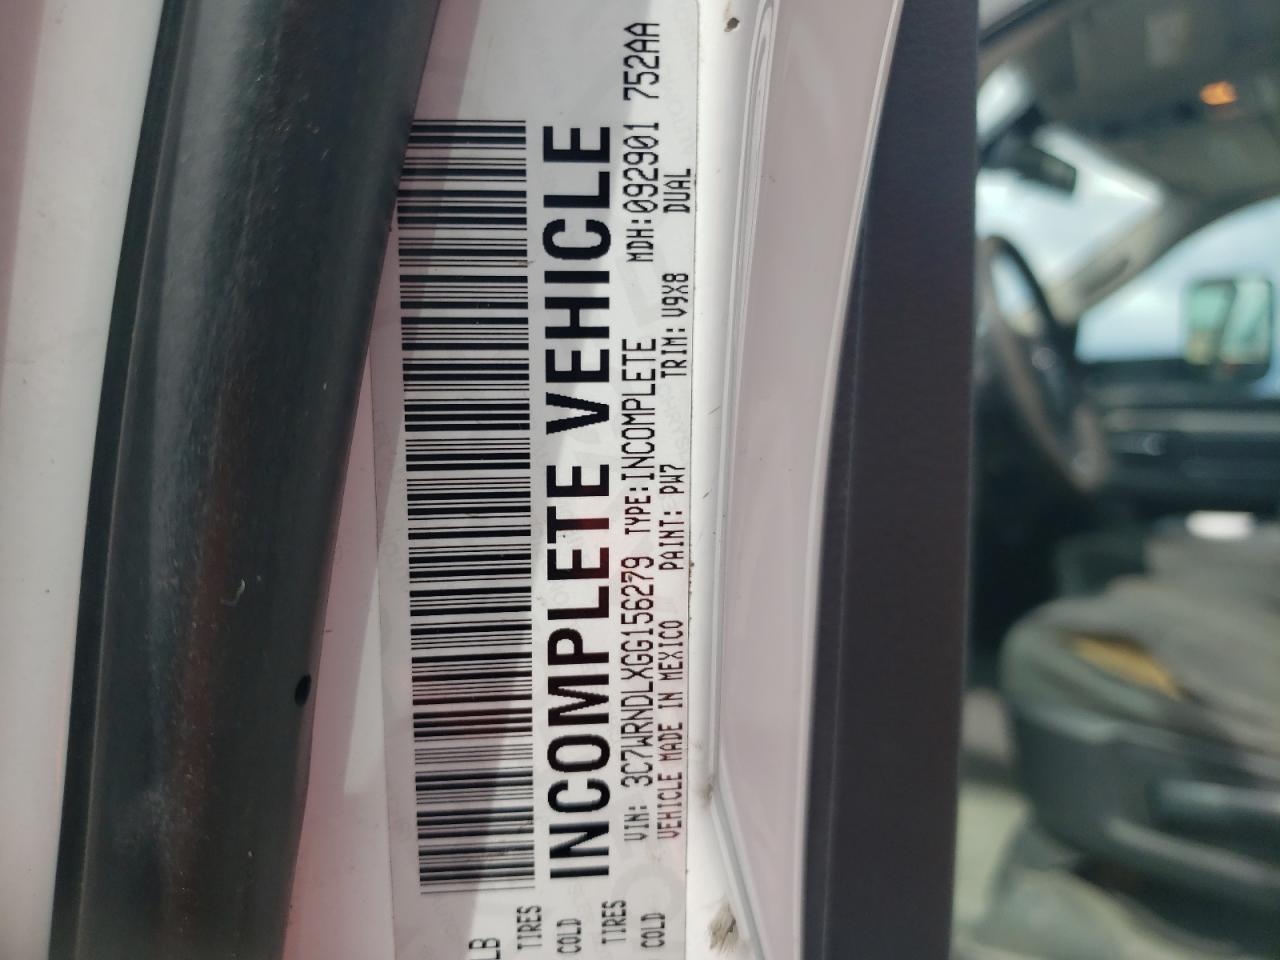 LB
TIRES
COLD
TIRES
COLD
INCOMPLETE VEHICLE
VIN: 3C7WRNDLXGG156279 TYPE:INCOMPLETE MDH:092901 752AA
VEHICLE MADE IN MEXICO PAINT: PW7 TRIM: V9X8 DUAL